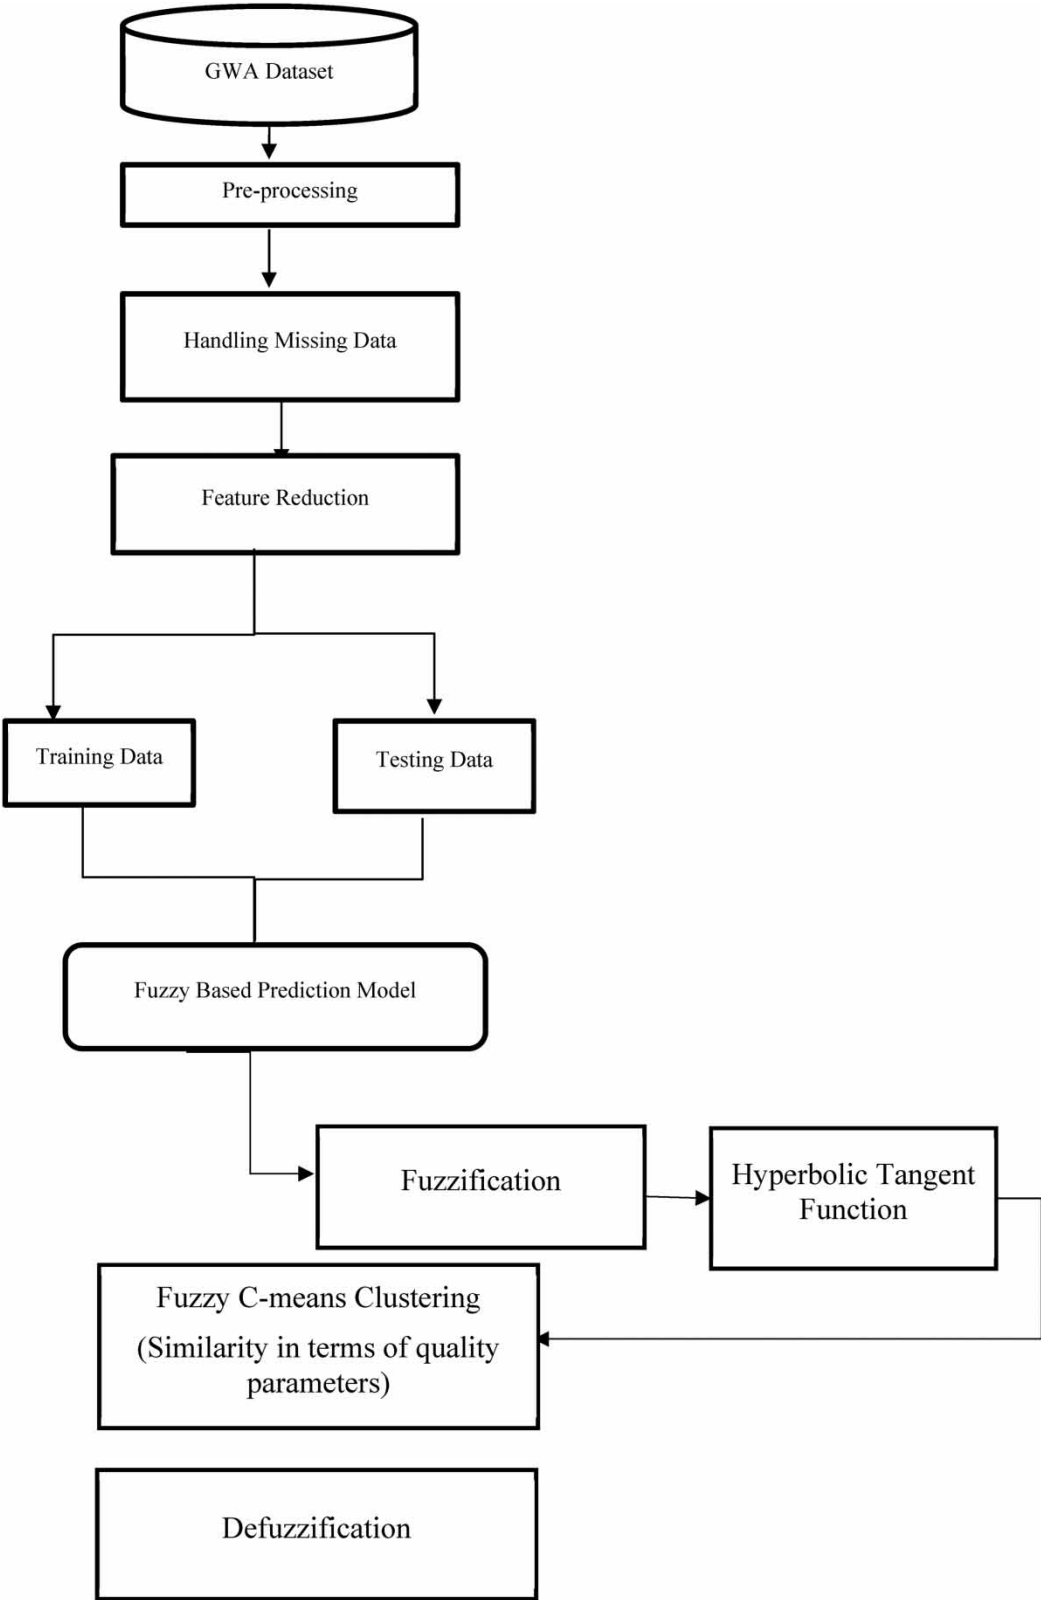 GWA Dataset
Pre-processing
Handling Missing Data
Feature Reduction
Training Data
Testing Data
Fuzzy Based Prediction Model
Fuzzification
Hyperbolic Tangent
Function
Fuzzy C-means Clustering
(Similarity in terms of quality
parameters)
Defuzzification